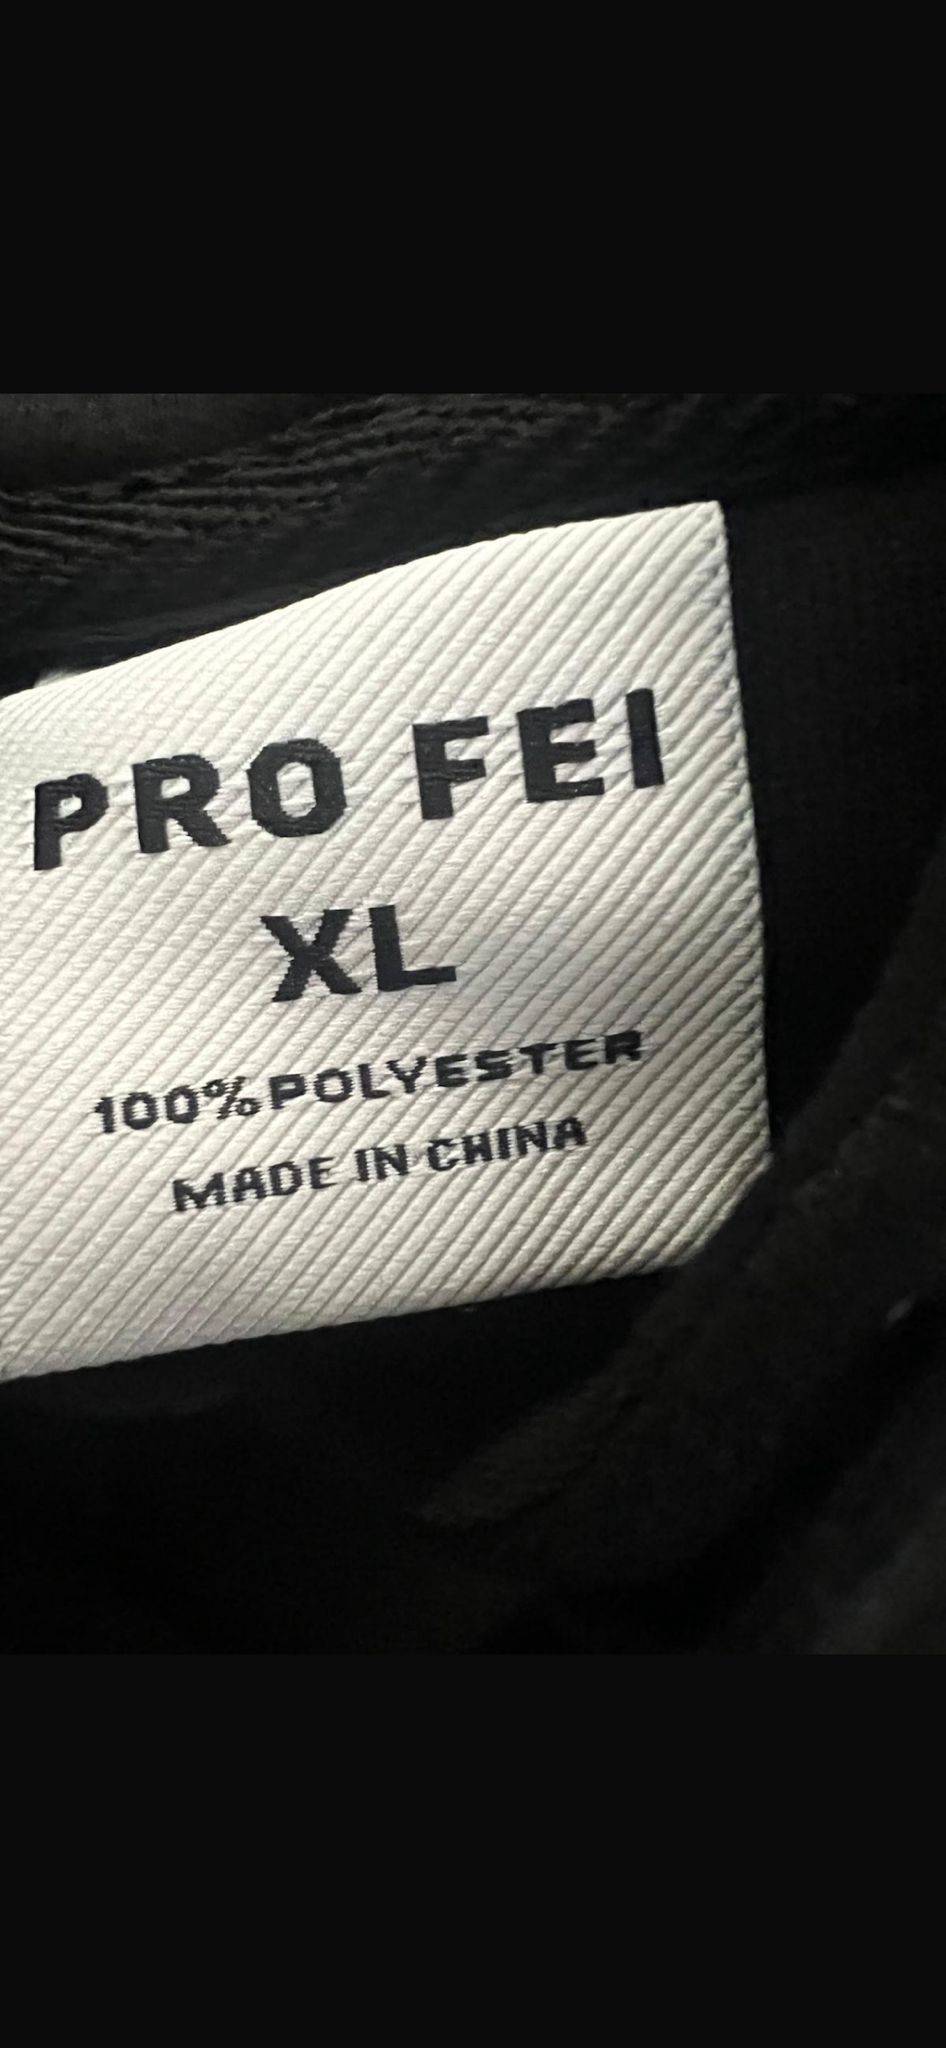 PRO FEI
XL
100%POLYESTER
MADE IN CHINA